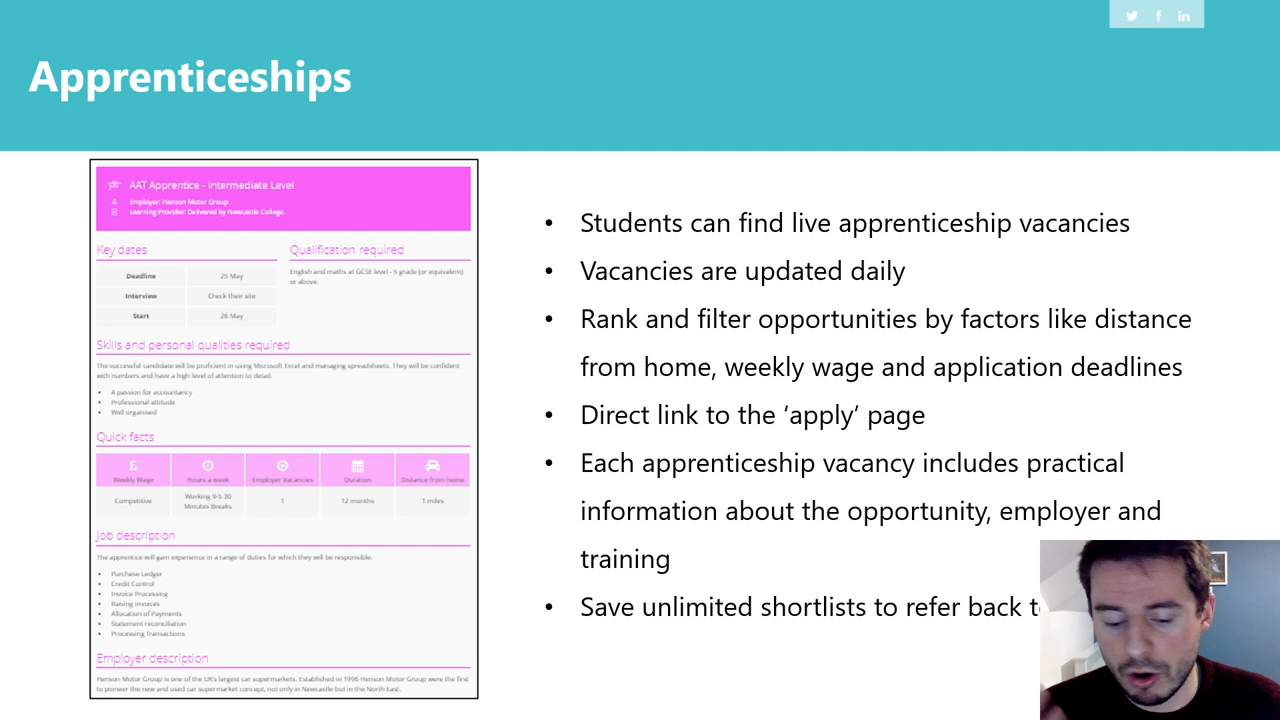 Apprenticeships
AAT Apprentice - Intermediate Level
Employer: Henson Motor Group
Learning Provider: Delivered by Newcastle College.
Key dates
Deadline 25 May
Interview Check their site
Start 26 May
Qualification required
English and maths at GCSE level - 5 grade (or equivalent)
or above.
Skills and personal qualities required
The successful candidate will be proficient in using Microsoft Excel and managing spreadsheets. They will be confident
with numbers and have a high level of attention to detail.
• A passion for accountancy
• Professional attitude
• Well organised
Quick facts
£
Weekly Wage Hours a week Employer Vacancies Duration Distance from home
Competitive Working 9-5 30 1 12 months 1 miles
Minutes Breaks
Job description
The apprentice will gain experience in a range of duties for which they will be responsible:
• Purchase Ledger
• Credit Control
• Invoice Processing
• Raising invoices
• Allocation of Payments
• Statement reconciliation
• Processing Transactions
Employer description
Henson Motor Group is one of the UK's largest car supermarkets. Established in 1996 Henson Motor Group were the first
to pioneer the new and used car supermarket concept, not only in Newcastle but in the North East.
• Students can find live apprenticeship vacancies
• Vacancies are updated daily
• Rank and filter opportunities by factors like distance
from home, weekly wage and application deadlines
• Direct link to the ‘apply’ page
• Each apprenticeship vacancy includes practical
information about the opportunity, employer and
training
• Save unlimited shortlists to refer back